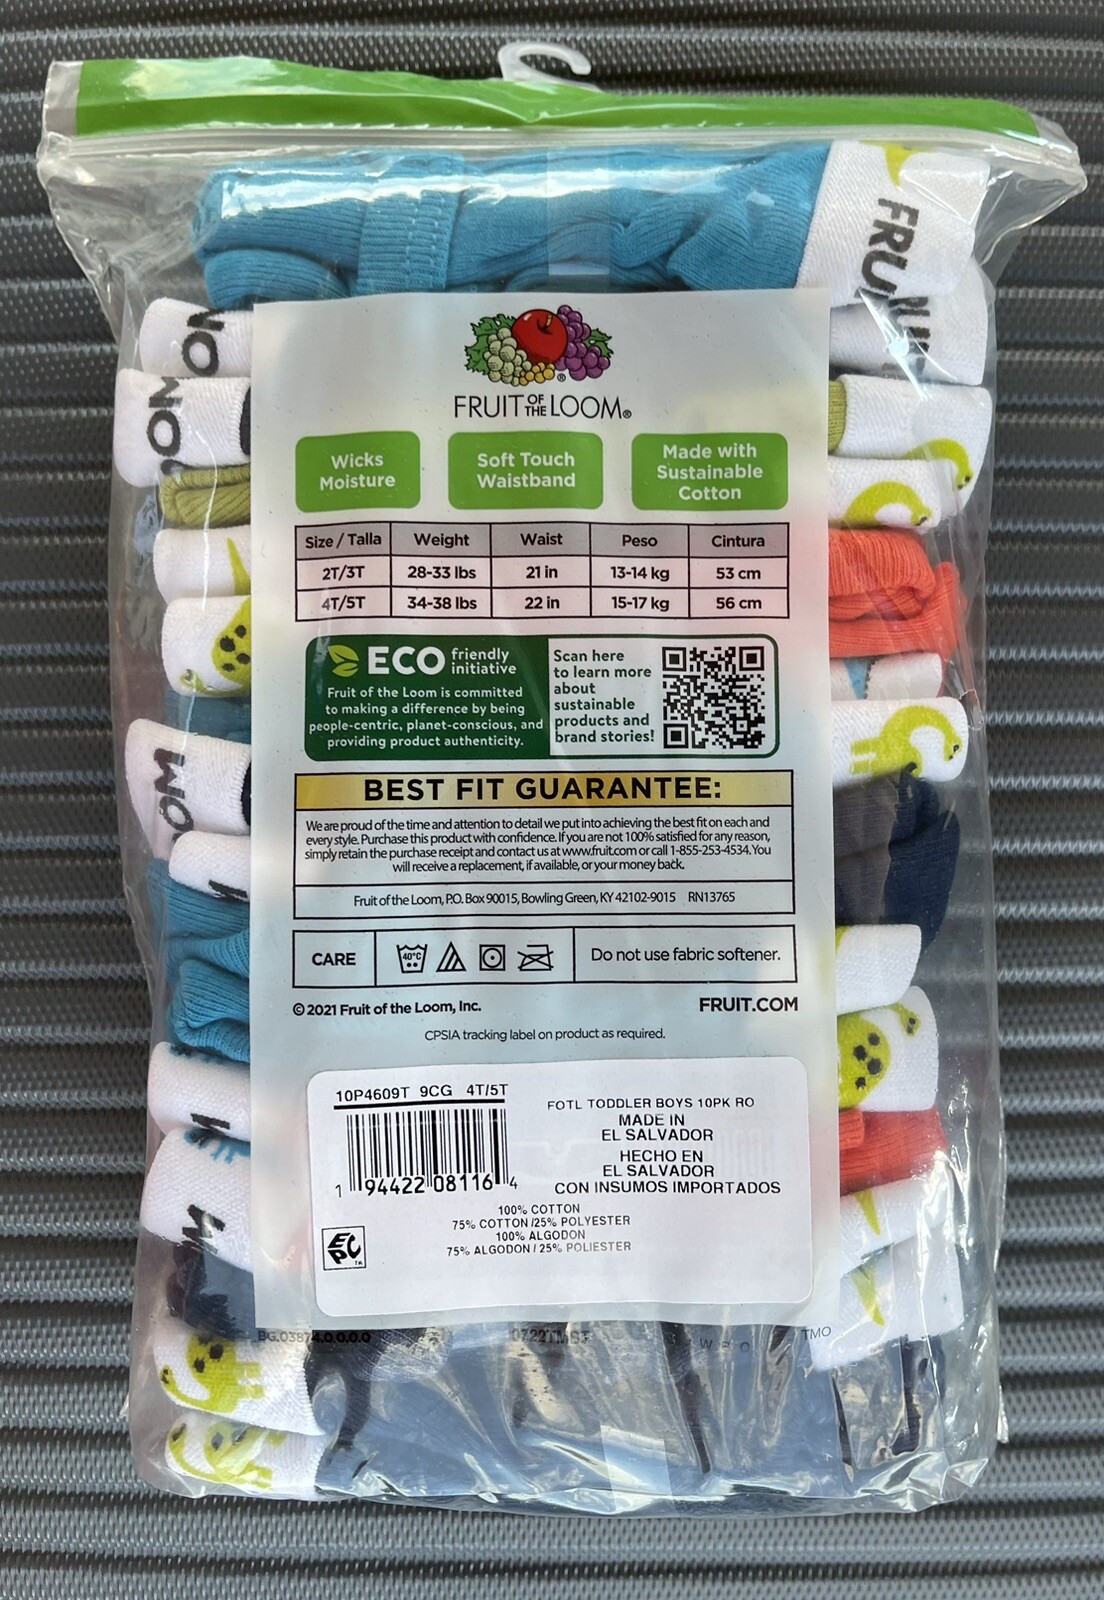 FRUIT OF THE LOOM®
Wicks
Moisture
Soft Touch
Waistband
Made with
Sustainable
Cotton
Size / Talla Weight Waist Peso Cintura
2T/3T 28-33 lbs 21 in 13-14 kg 53 cm
4T/5T 34-38 lbs 22 in 15-17 kg 56 cm
ECO friendly initiative
Fruit of the Loom is committed
to making a difference by being
people-centric, planet-conscious, and
providing product authenticity.
Scan here
to learn more
about
sustainable
products and
brand stories!
BEST FIT GUARANTEE:
We are proud of the time and attention to detail we put into achieving the best fit on each and
every style. Purchase this product with confidence. If you are not 100% satisfied for any reason,
simply retain the purchase receipt and contact us at www.fruit.com or call 1-855-253-4534. You
will receive a replacement, if available, or your money back.
Fruit of the Loom, P.O. Box 90015, Bowling Green, KY 42102-9015 RN13765
CARE 40°C Do not use fabric softener.
© 2021 Fruit of the Loom, Inc. FRUIT.COM
CPSIA tracking label on product as required.
10P4609T 9CG 4T/5T
FOTL TODDLER BOYS 10PK RO
MADE IN
EL SALVADOR
HECHO EN
EL SALVADOR
CON INSUMOS IMPORTADOS
1 94422 08116 4
100% COTTON
75% COTTON /25% POLYESTER
100% ALGODON
75% ALGODON / 25% POLIESTER
EPC™
TMO